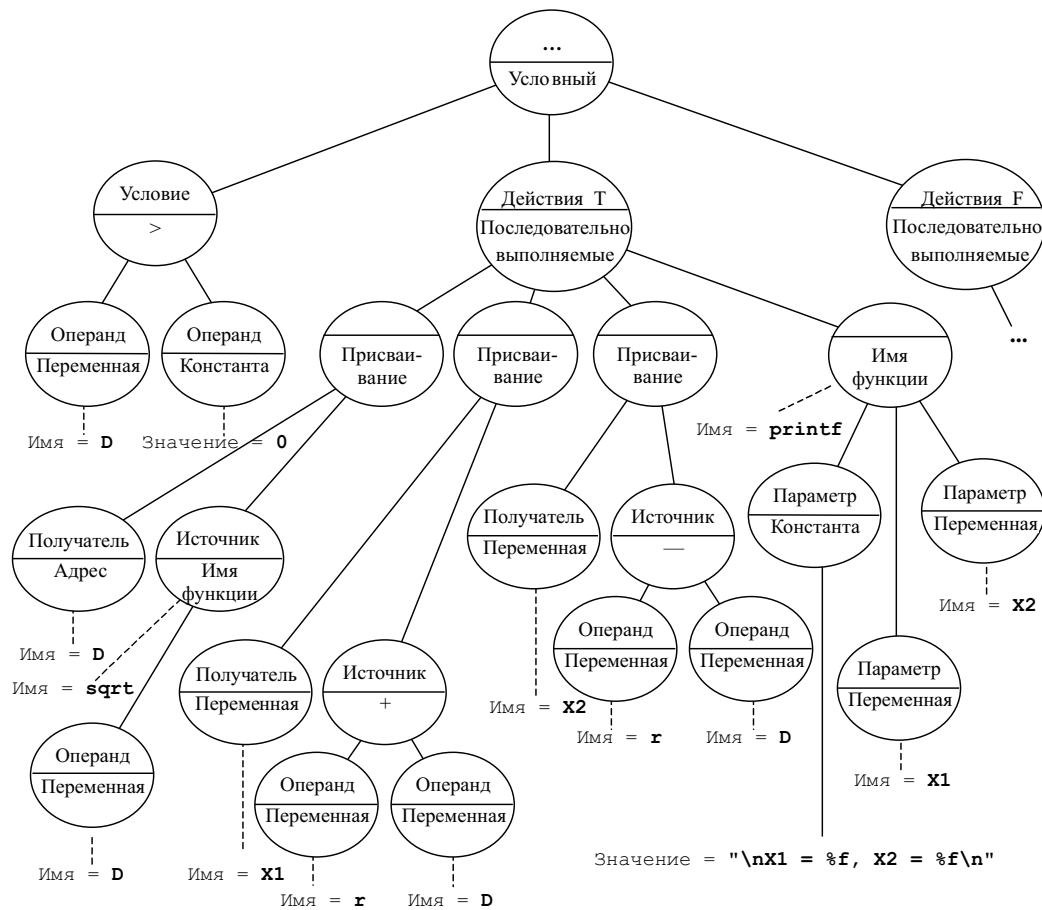 ...
Условный
Условие
>
Действия T
Последовательно
выполняемые
Действия F
Последовательно
выполняемые
...
Операнд
Переменная
Имя = D
Операнд
Константа
Значение = 0
Присваи-
вание
Присваи-
вание
Присваи-
вание
Имя
функции
Имя = printf
Получатель
Адрес
Имя = D
Источник
Имя
функции
Имя = sqrt
Операнд
Переменная
Имя = D
Получатель
Переменная
Имя = X1
Источник
+
Операнд
Переменная
Имя = r
Операнд
Переменная
Имя = D
Получатель
Переменная
Имя = X2
Источник
—
Операнд
Переменная
Имя = r
Операнд
Переменная
Имя = D
Параметр
Константа
Значение = "\nX1 = %f, X2 = %f\n"
Параметр
Переменная
Имя = X1
Параметр
Переменная
Имя = X2